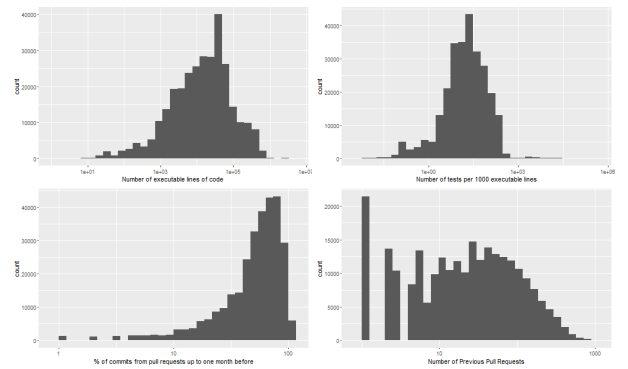 40000
30000
20000
10000
0
count
1e+01
1e+03
1e+05
1e+07
Number of executable lines of code
40000
30000
20000
10000
0
count
1e+00
1e+03
1e+06
Number of tests per 1000 executable lines
40000
30000
20000
10000
0
count
1
10
100
% of commits from pull requests up to one month before
20000
15000
10000
5000
0
count
10
1000
Number of Previous Pull Requests